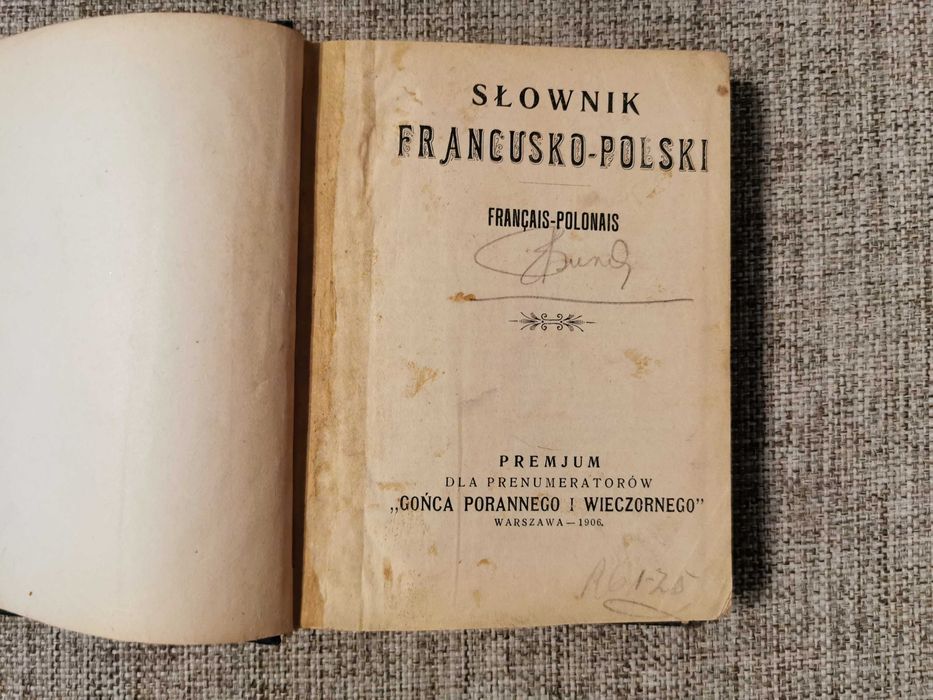 SŁOWNIK
FRANCUSKO-POLSKI
FRANÇAIS-POLONAIS
PREMJUM
DLA PRENUMERATORÓW
„GOŃCA PORANNEGO I WIECZORNEGO”
WARSZAWA — 1906.